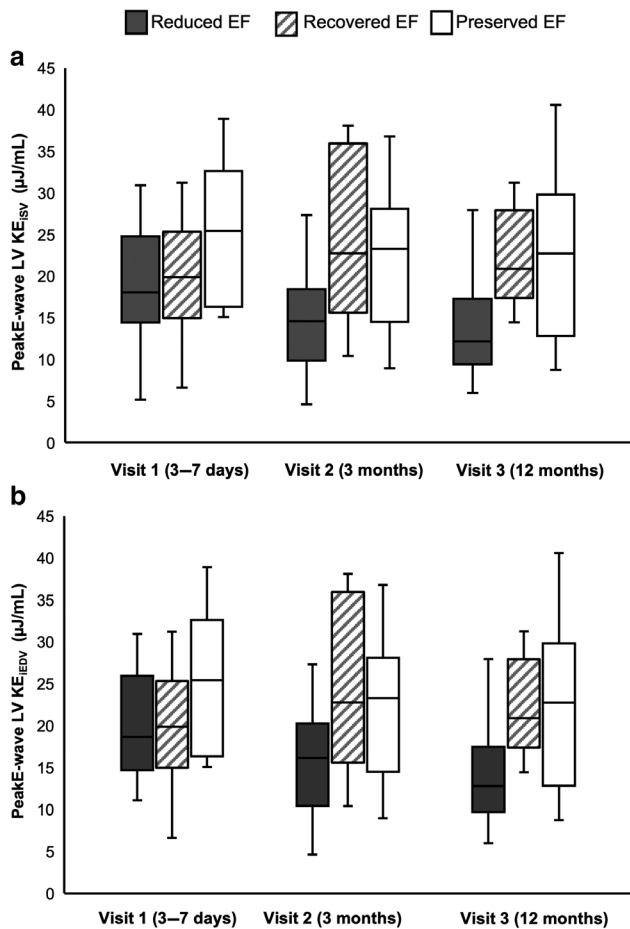 Reduced EF Recovered EF Preserved EF
a
45
40
35
30
25
20
15
10
5
0
PeakE-wave LV KEiSV (µJ/mL)
Visit 1 (3–7 days) Visit 2 (3 months) Visit 3 (12 months)
b
45
40
35
30
25
20
15
10
5
0
PeakE-wave LV KEiEDV (µJ/mL)
Visit 1 (3–7 days) Visit 2 (3 months) Visit 3 (12 months)